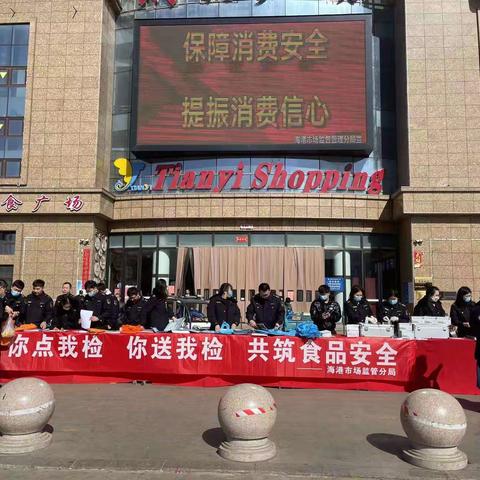 保障消费安全
提振消费信心
海港市场监督管理分局宣
Tianyi Shopping
食广场
你点我检 你送我检 共筑食品安全
——海港市场监管分局